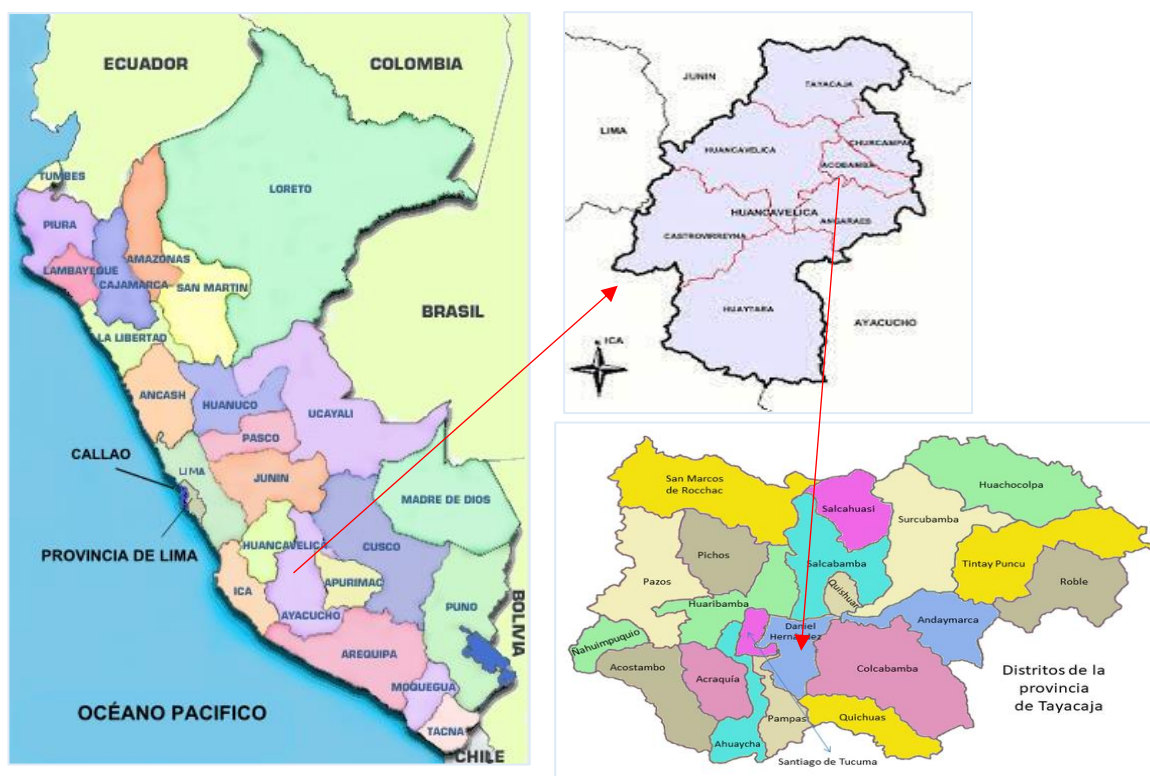 ECUADOR
COLOMBIA
TUMBES
LORETO
PIURA
AMAZONAS
LAMBAYEQUE
CAJAMARCA
SAN MARTIN
BRASIL
LA LIBERTAD
ANCASH
HUANUCO
UCAYALI
PASCO
CALLAO
LIMA
JUNIN
MADRE DE DIOS
PROVINCIA DE LIMA
HUANCAVELICA
CUSCO
ICA
APURIMAC
AYACUCHO
PUNO
BOLIVIA
AREQUIPA
MOQUEGUA
OCÉANO PACIFICO
TACNA
CHILE
JUNIN
TAYACAJA
LIMA
CHURCAMPA
HUANCAVELICA
ACOBAMBA
HUANCAVELICA
ANGARAES
CASTROVIRREYNA
HUAYTARA
AYACUCHO
ICA
San Marcos
de Rocchac
Huachocolpa
Salcahuasi
Surcubamba
Pichos
Salcabamba
Tintay Puncu
Roble
Pazos
Quishuar
Huaribamba
Andaymarca
Daniel
Hernández
Ñahuimpuquio
Acostambo
Colcabamba
Acraquía
Distritos de la
provincia
de Tayacaja
Pampas
Quichuas
Ahuaycha
Santiago de Tucuma